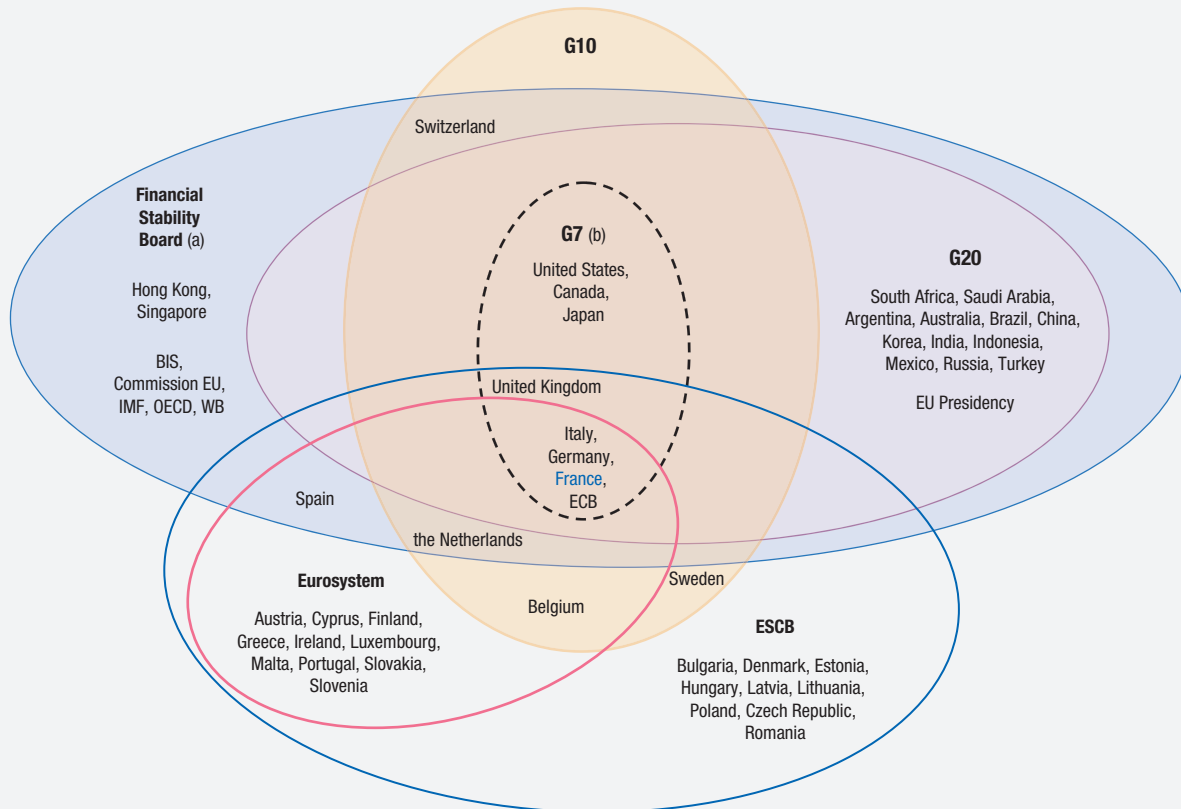 G10
Switzerland
Financial
Stability
Board (a)
Hong Kong,
Singapore
BIS,
Commission EU,
IMF, OECD, WB
G7 (b)
United States,
Canada,
Japan
G20
South Africa, Saudi Arabia,
Argentina, Australia, Brazil, China,
Korea, India, Indonesia,
Mexico, Russia, Turkey
EU Presidency
United Kingdom
Italy,
Germany,
France,
ECB
Spain
the Netherlands
Sweden
Belgium
Eurosystem
Austria, Cyprus, Finland,
Greece, Ireland, Luxembourg,
Malta, Portugal, Slovakia,
Slovenia
ESCB
Bulgaria, Denmark, Estonia,
Hungary, Latvia, Lithuania,
Poland, Czech Republic,
Romania